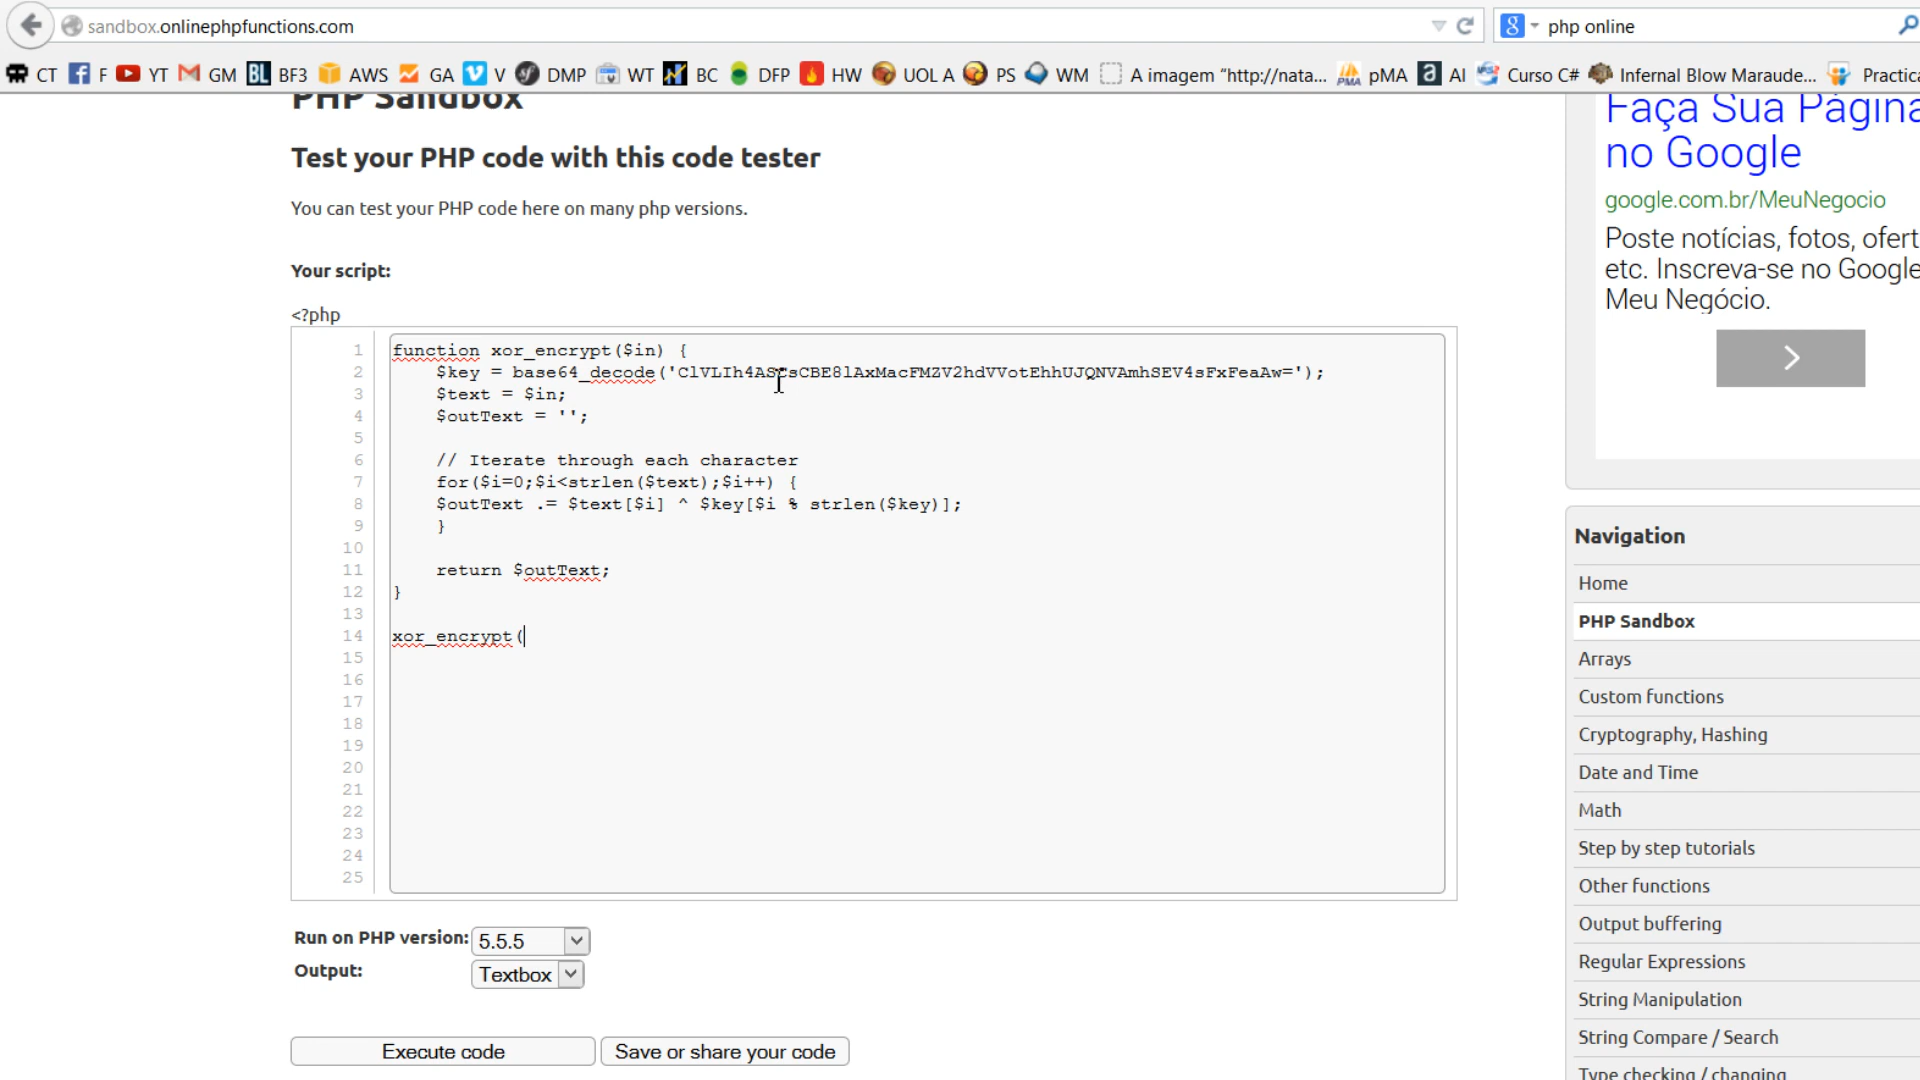 sandbox.onlinephpfunctions.com
php online
CT F YT GM BF3 AWS GA V DMP WT BC DFP HW UOL A PS WM A imagem “http://nata... pMA AI Curso C# Infernal Blow Maraude... Practica
PHP Sandbox
Test your PHP code with this code tester
You can test your PHP code here on many php versions.
Your script:
<?php
1 function xor_encrypt($in) {
2 $key = base64_decode('ClVLIh4ASCsCBE8lAxMacFMZV2hdVVotEhhUJQNVAmhSEV4sFxFeaAw=');
3 $text = $in;
4 $outText = '';
5
6 // Iterate through each character
7 for($i=0;$i<strlen($text);$i++) {
8 $outText .= $text[$i] ^ $key[$i % strlen($key)];
9 }
10
11 return $outText;
12 }
13
14 xor_encrypt(
15
16
17
18
19
20
21
22
23
24
25
Run on PHP version: 5.5.5
Output: Textbox
Execute code
Save or share your code
Faça Sua Página
no Google
google.com.br/MeuNegocio
Poste notícias, fotos, ofert
etc. Inscreva-se no Google
Meu Negócio.
Navigation
Home
PHP Sandbox
Arrays
Custom functions
Cryptography, Hashing
Date and Time
Math
Step by step tutorials
Other functions
Output buffering
Regular Expressions
String Manipulation
String Compare / Search
Type checking / changing